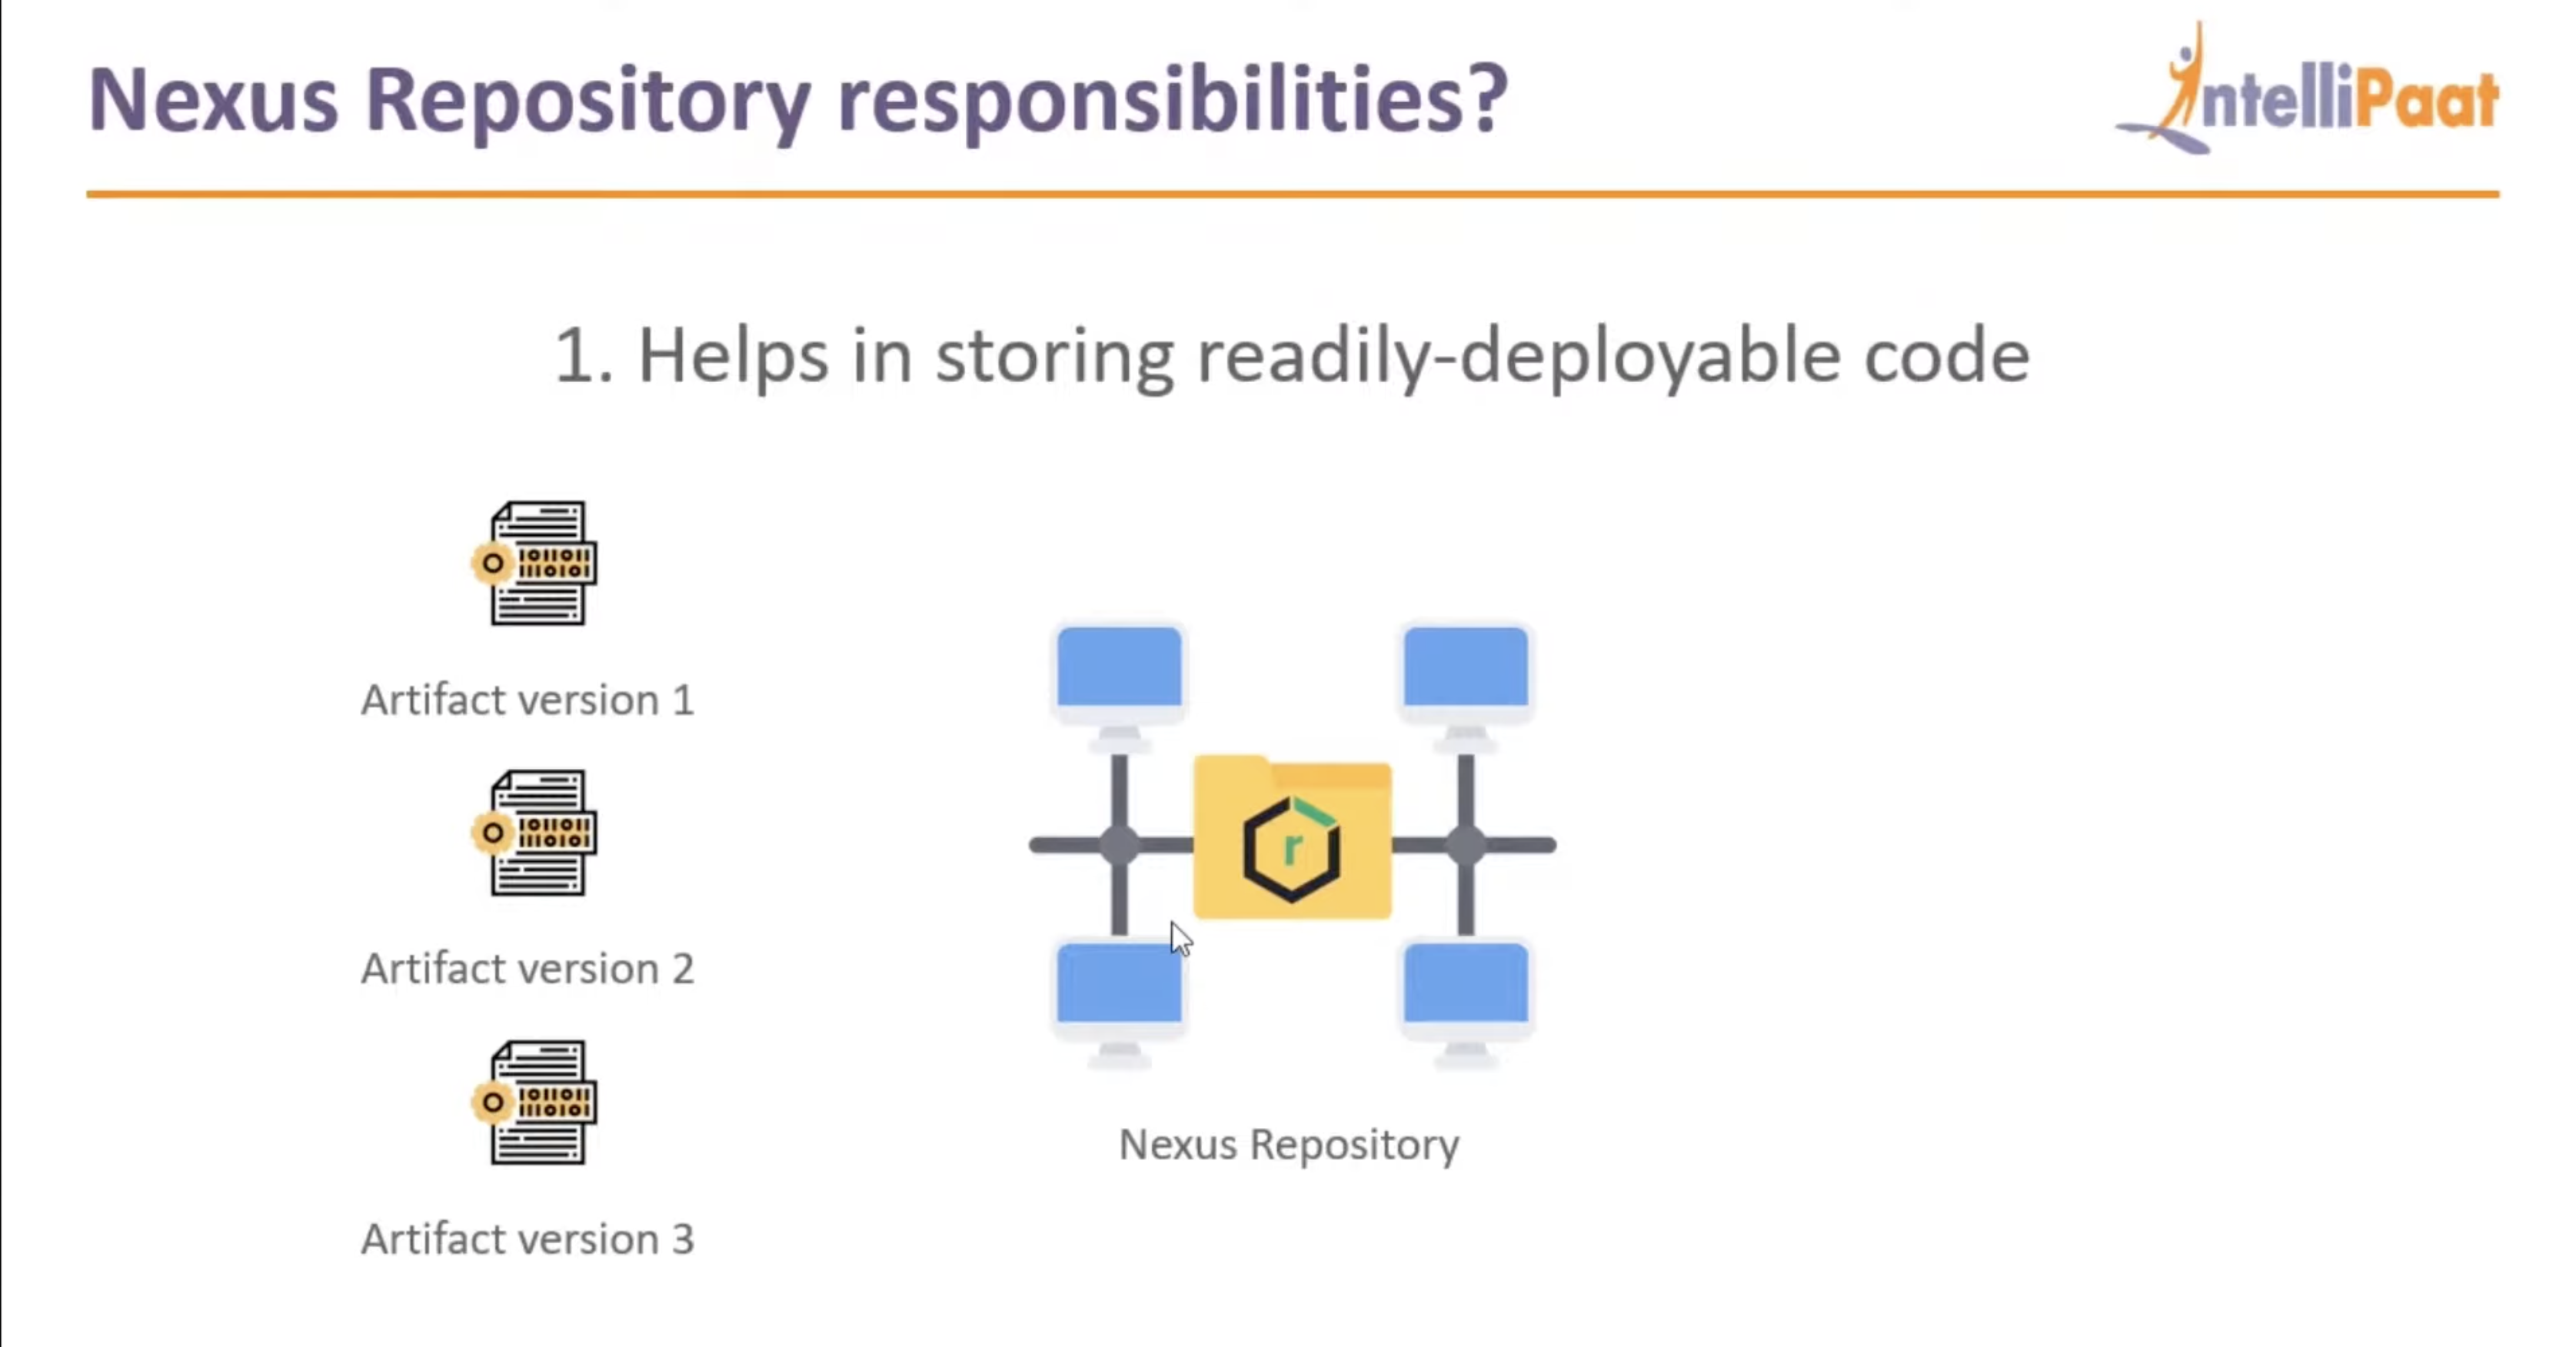 Nexus Repository responsibilities?
IntelliPaat
1. Helps in storing readily-deployable code
Artifact version 1
Artifact version 2
Artifact version 3
r
Nexus Repository